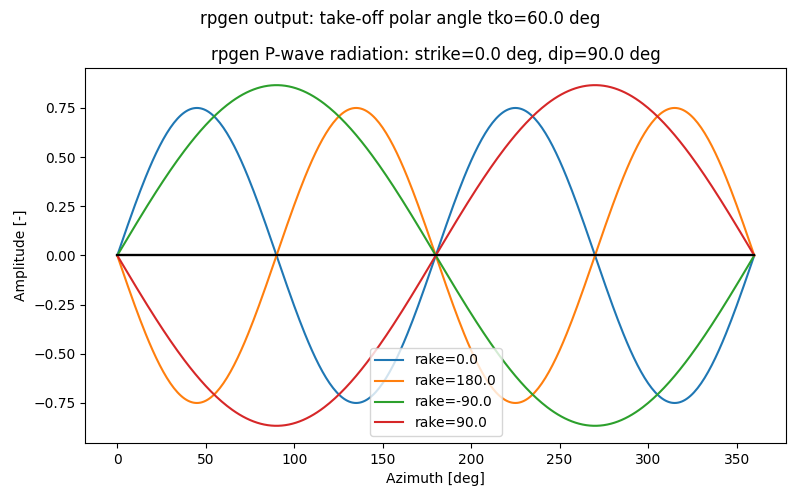 rpgen output: take-off polar angle tko=60.0 deg
rpgen P-wave radiation: strike=0.0 deg, dip=90.0 deg
Amplitude [-]
0.75
0.50
0.25
0.00
−0.25
−0.50
−0.75
rake=0.0
rake=180.0
rake=-90.0
rake=90.0
0 50 100 150 200 250 300 350
Azimuth [deg]